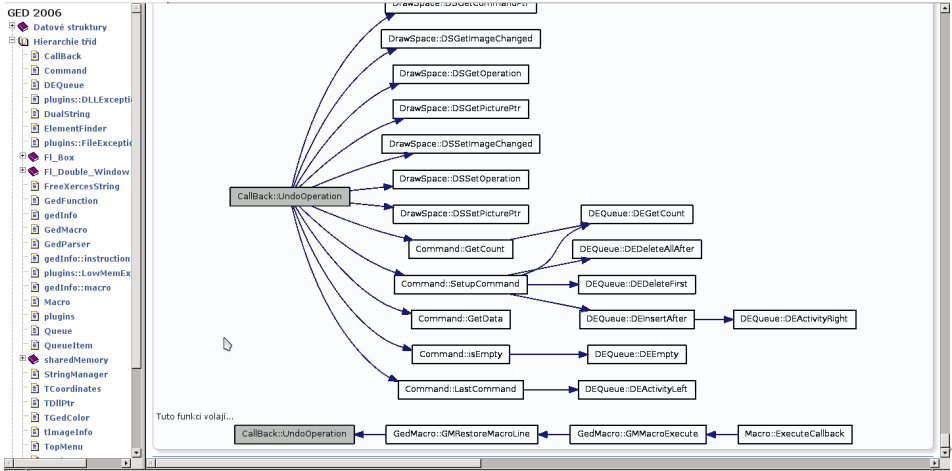 GED 2006
Datové struktury
Hierarchie tříd
CallBack
Command
DEQueue
plugins::DLLExcepti
DualString
ElementFinder
plugins::FileExceptio
Fl_Box
Fl_Double_Window
FreeXercesString
GedFunction
gedInfo
GedMacro
GedParser
gedInfo::instruction
plugins::LowMemEx
gedInfo::macro
Macro
plugins
Queue
QueueItem
sharedMemory
StringManager
TCoordinates
TDllPtr
TGedColor
tImageInfo
TopMenu
DrawSpace::DSGetCommandPtr
DrawSpace::DSGetImageChanged
DrawSpace::DSGetOperation
DrawSpace::DSGetPicturePtr
DrawSpace::DSSetImageChanged
DrawSpace::DSSetOperation
CallBack::UndoOperation
DrawSpace::DSSetPicturePtr
DEQueue::DEGetCount
Command::GetCount
DEQueue::DEDeleteAllAfter
Command::SetupCommand
DEQueue::DEDeleteFirst
Command::GetData
DEQueue::DEInsertAfter
DEQueue::DEActivityRight
Command::isEmpty
DEQueue::DEEmpty
Command::LastCommand
DEQueue::DEActivityLeft
Tuto funkci volají...
CallBack::UndoOperation
GedMacro::GMRestoreMacroLine
GedMacro::GMMacroExecute
Macro::ExecuteCallback